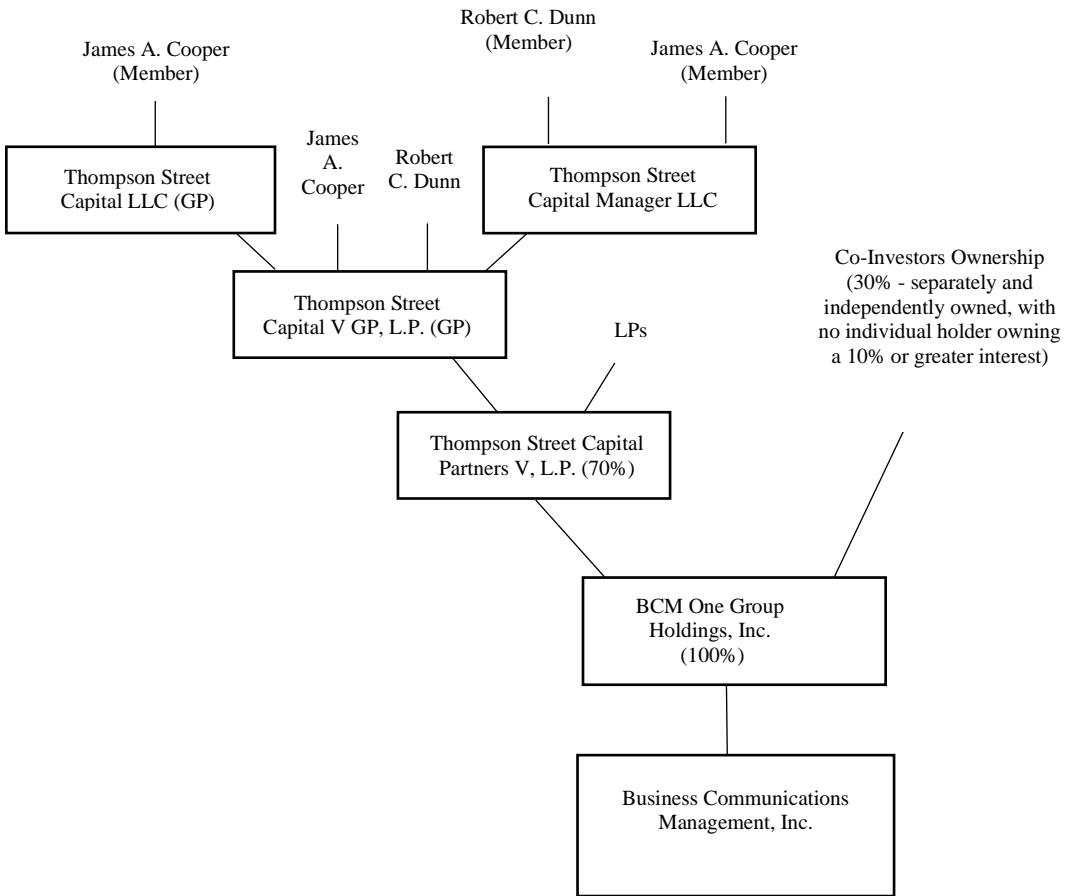 Robert C. Dunn
(Member)
James A. Cooper
(Member)
James A. Cooper
(Member)
James
A.
Cooper
Robert
C. Dunn
Thompson Street
Capital LLC (GP)
Thompson Street
Capital Manager LLC
Co-Investors Ownership
(30% - separately and
independently owned, with
no individual holder owning
a 10% or greater interest)
Thompson Street
Capital V GP, L.P. (GP)
LPs
Thompson Street Capital
Partners V, L.P. (70%)
BCM One Group
Holdings, Inc.
(100%)
Business Communications
Management, Inc.